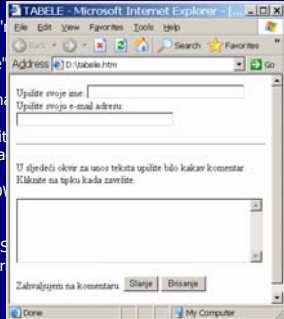 TABELE - Microsoft Internet Explorer - [...
File Edit View Favorites Tools Help
Back Search Favorites
Address D:\tabele.htm Go
Upišite svoje ime:
Upišite svoju e-mail adresu:
U sljedeći okvir za unos teksta upišite bilo kakav komentar.
Kliknite na tipku kada završite.
Zahvaljujem na komentaru. Slanje Brisanje
Done My Computer